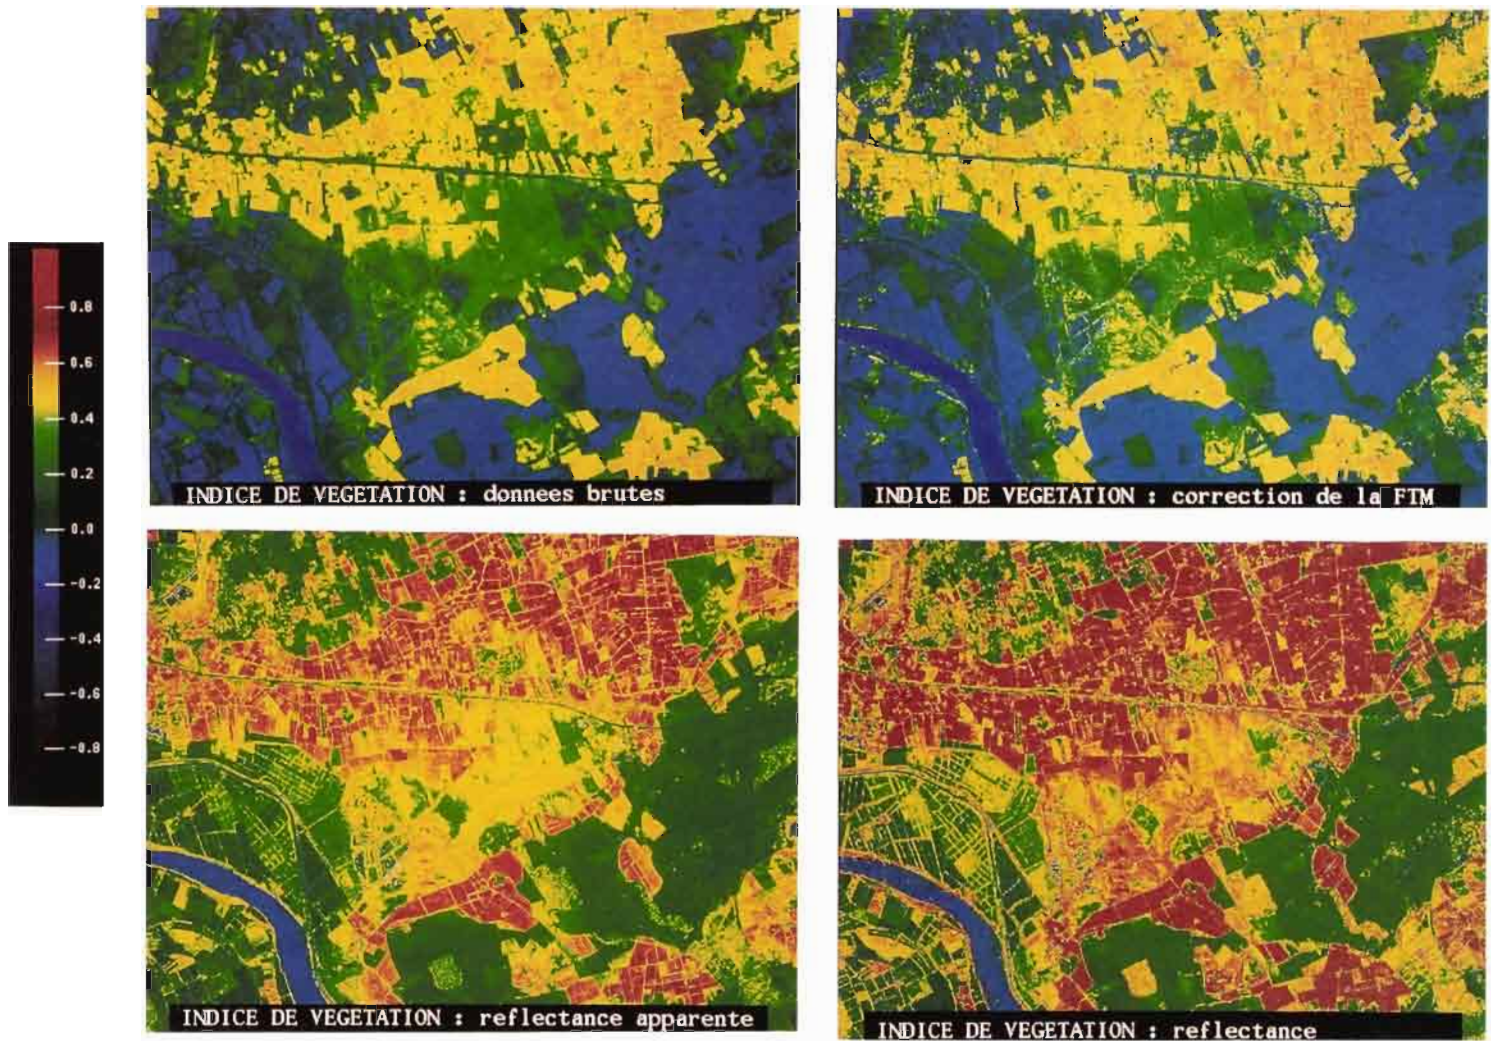 0.8
0.6
0.4
0.2
0.0
-0.2
-0.4
-0.6
-0.8
INDICE DE VEGETATION : donnees brutes
INDICE DE VEGETATION : correction de la FTM
INDICE DE VEGETATION : reflectance apparente
INDICE DE VEGETATION : reflectance